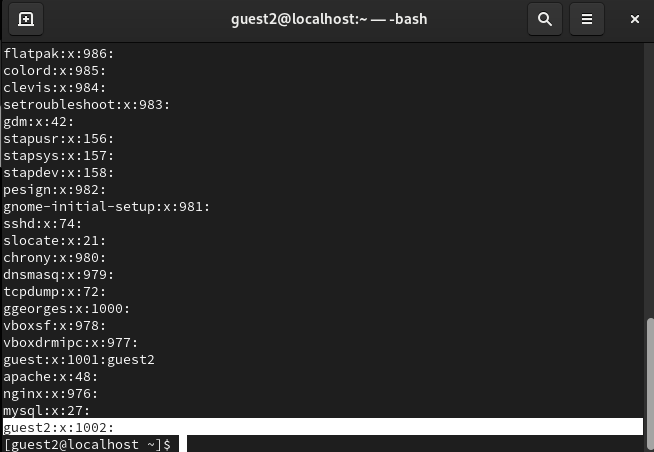 guest2@localhost:~ — -bash
flatpak:x:986:
colord:x:985:
clevis:x:984:
setroubleshoot:x:983:
gdm:x:42:
stapusr:x:156:
stapsys:x:157:
stapdev:x:158:
pesign:x:982:
gnome-initial-setup:x:981:
sshd:x:74:
slocate:x:21:
chrony:x:980:
dnsmasq:x:979:
tcpdump:x:72:
ggeorges:x:1000:
vboxsf:x:978:
vboxdrmipc:x:977:
guest:x:1001:guest2
apache:x:48:
nginx:x:976:
mysql:x:27:
guest2:x:1002:
[guest2@localhost ~]$